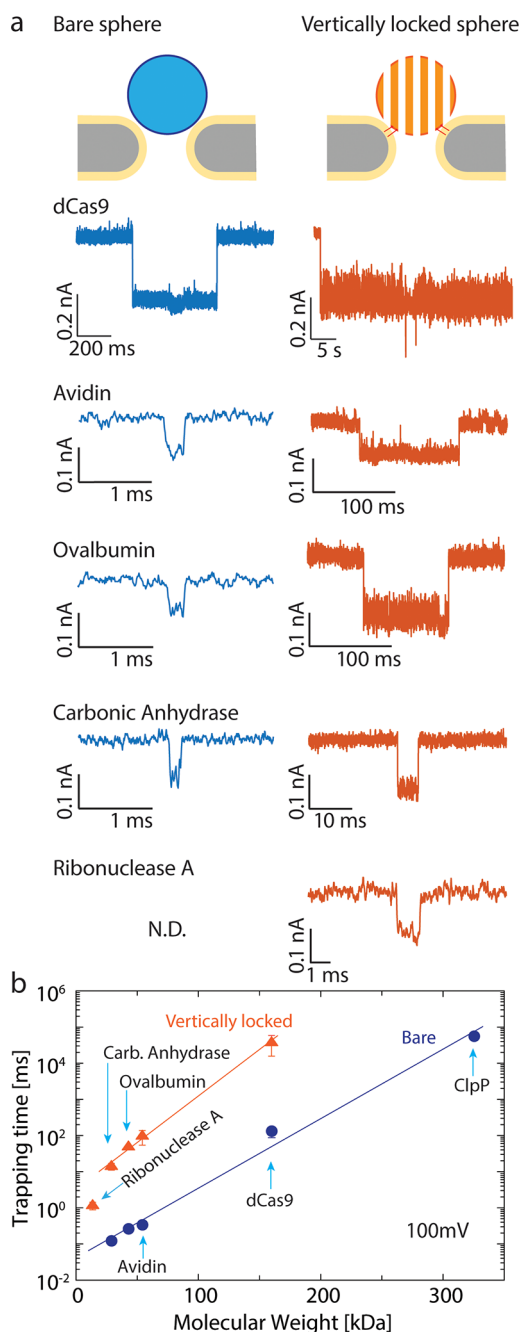 a
Bare sphere
Vertically locked sphere
dCas9
0.2 nA
200 ms
0.2 nA
5 s
Avidin
0.1 nA
1 ms
0.1 nA
100 ms
Ovalbumin
0.1 nA
1 ms
0.1 nA
100 ms
Carbonic Anhydrase
0.1 nA
1 ms
0.1 nA
10 ms
Ribonuclease A
N.D.
0.1 nA
1 ms
b
Trapping time [ms]
10^6
10^4
10^2
10^0
10^-2
Vertically locked
Carb. Anhydrase
Ovalbumin
Ribonuclease A
Bare
ClpP
dCas9
Avidin
100mV
0
100
200
300
Molecular Weight [kDa]